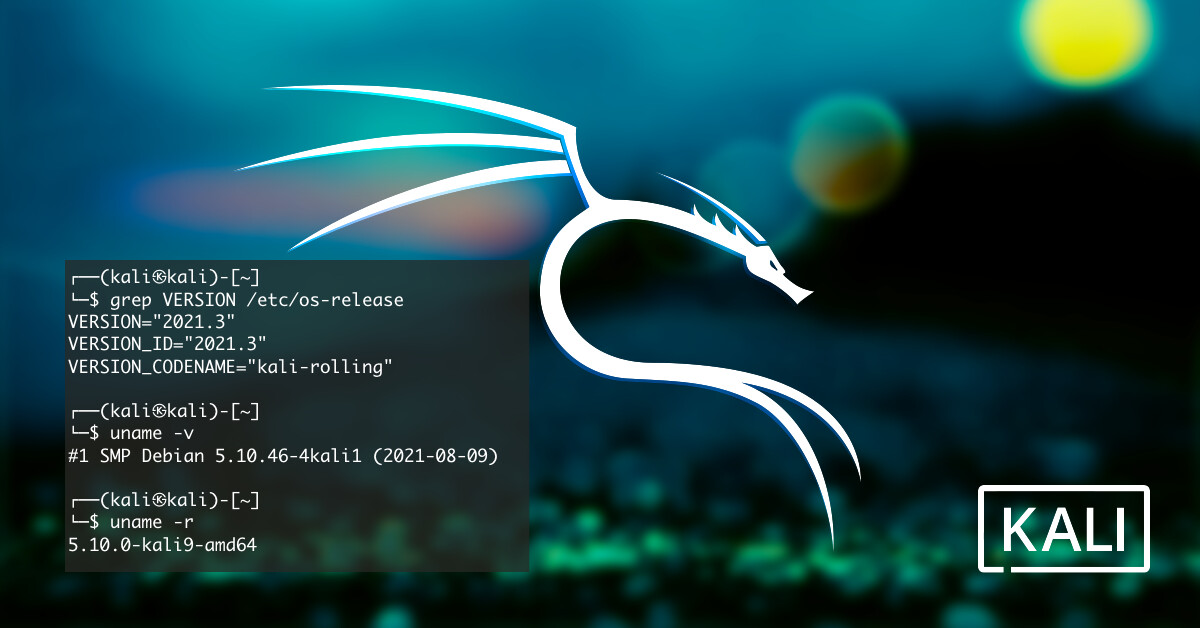 ┌──(kali㉿kali)-[~]
└─$ grep VERSION /etc/os-release
VERSION="2021.3"
VERSION_ID="2021.3"
VERSION_CODENAME="kali-rolling"
┌──(kali㉿kali)-[~]
└─$ uname -v
#1 SMP Debian 5.10.46-4kali1 (2021-08-09)
┌──(kali㉿kali)-[~]
└─$ uname -r
5.10.0-kali9-amd64
KALI